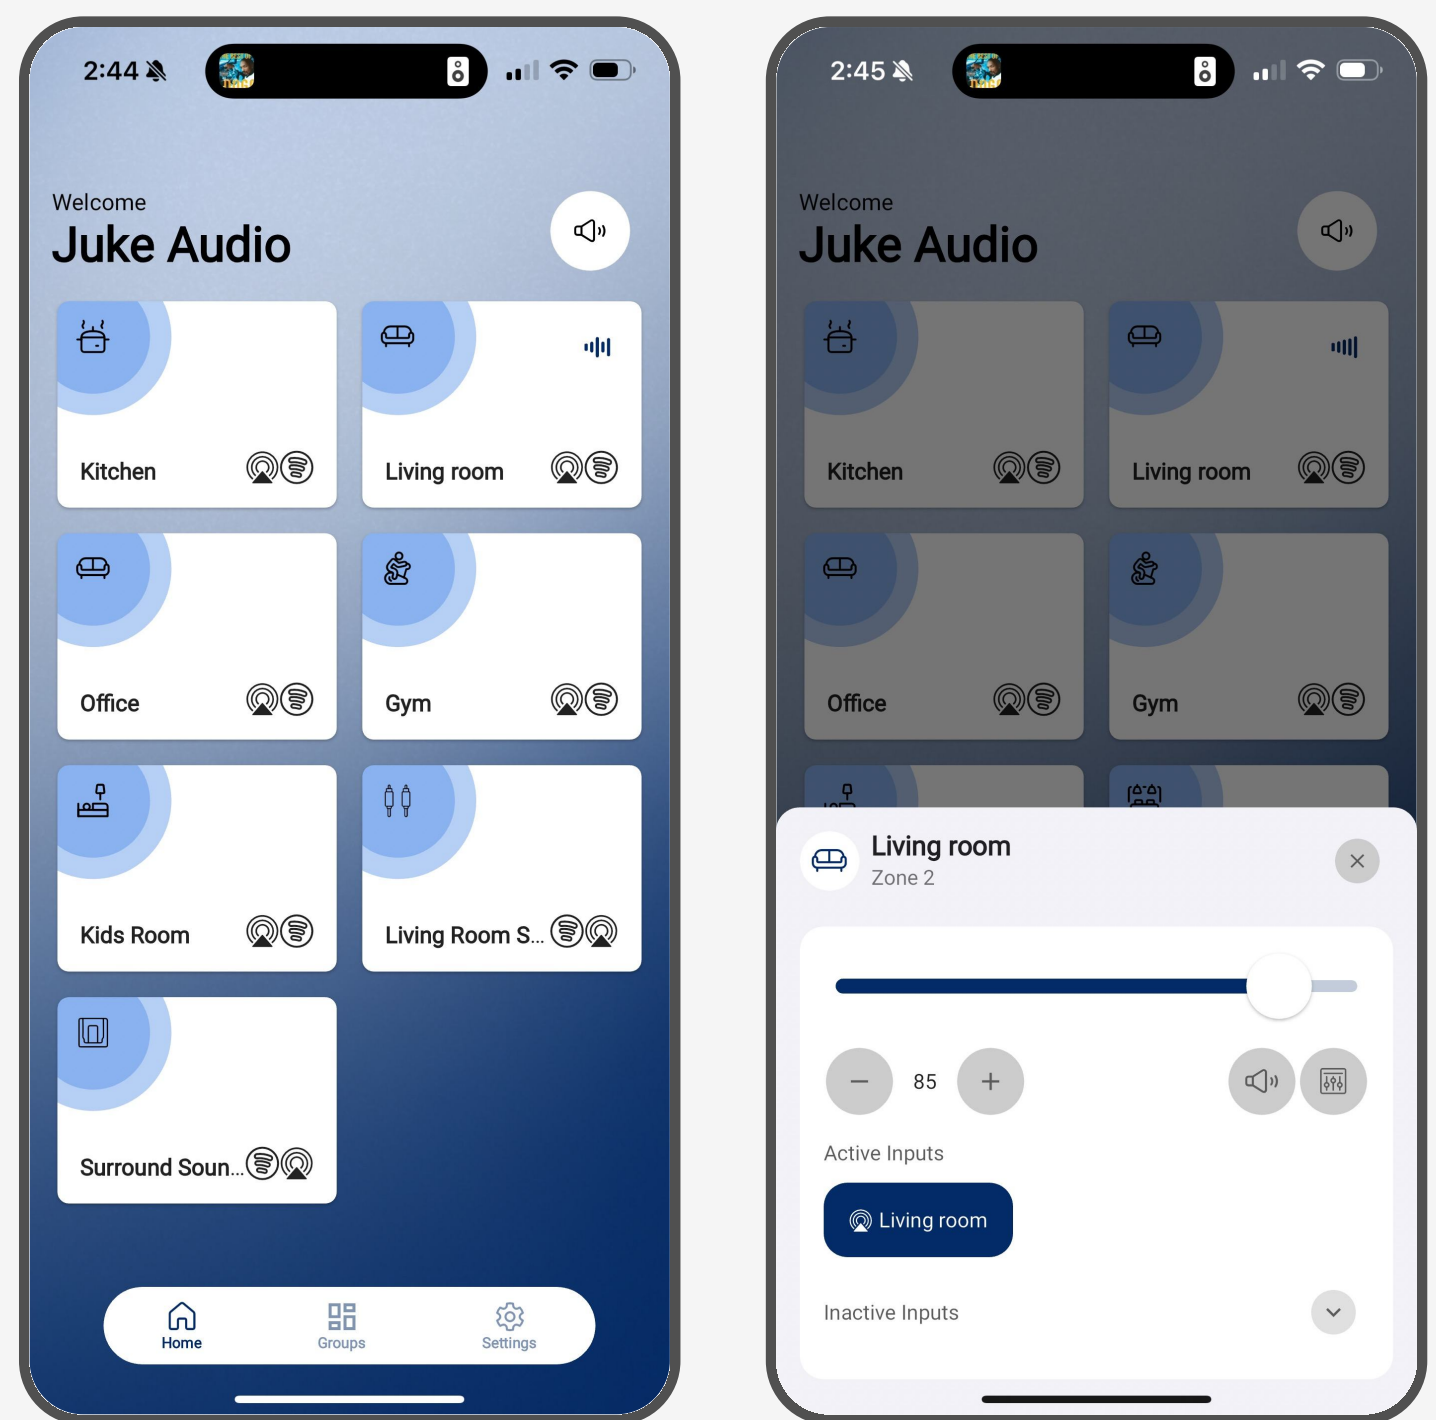 2:44
Welcome
Juke Audio
Kitchen
Living room
Office
Gym
Kids Room
Living Room S...
Surround Soun...
Home
Groups
Settings
2:45
Welcome
Juke Audio
Kitchen
Living room
Office
Gym
Living room
Zone 2
85
Active Inputs
Living room
Inactive Inputs